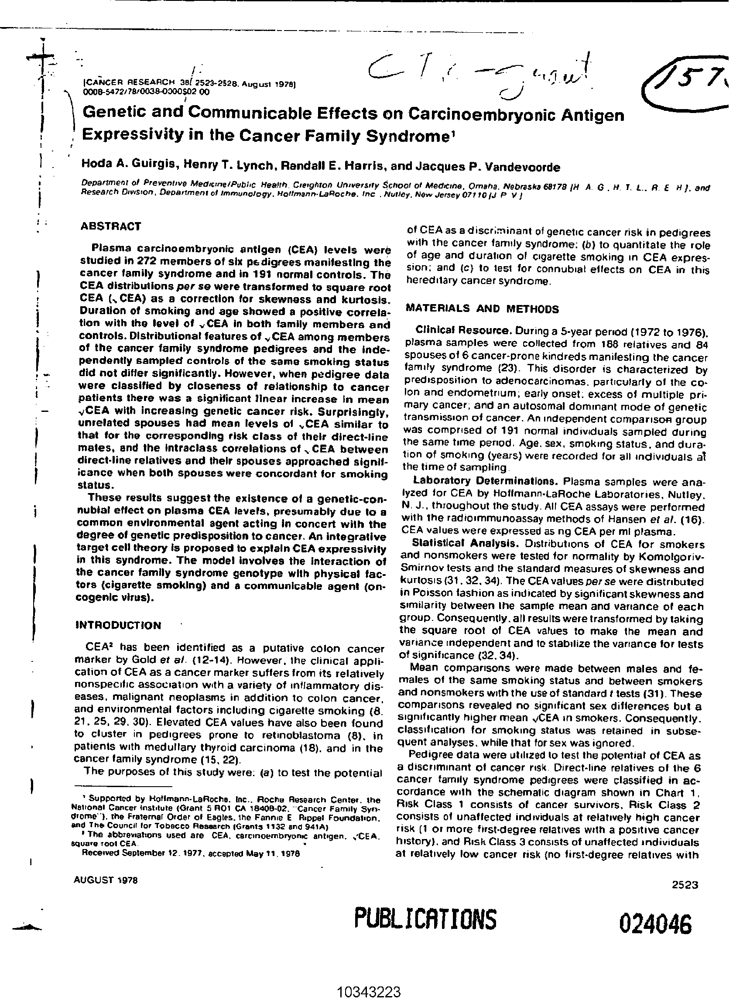 CTR-grant
157.
[CANCER RESEARCH 38, 2523-2528, August 1978]
0008-5472/78/0038-0000$02 00
Genetic and Communicable Effects on Carcinoembryonic Antigen
Expressivity in the Cancer Family Syndrome¹
Hoda A. Guirgis, Henry T. Lynch, Randall E. Harris, and Jacques P. Vandevoorde
Department of Preventive Medicine/Public Health, Creighton University School of Medicine, Omaha, Nebraska 68178 [H. A. G., H. T. L., R. E. H.], and
Research Division, Department of Immunology, Hoffmann-LaRoche, Inc., Nutley, New Jersey 07110 [J. P. V.]
ABSTRACT
Plasma carcinoembryonic antigen (CEA) levels were
studied in 272 members of six pedigrees manifesting the
cancer family syndrome and in 191 normal controls. The
CEA distributions per se were transformed to square root
CEA (√CEA) as a correction for skewness and kurtosis.
Duration of smoking and age showed a positive correla-
tion with the level of √CEA in both family members and
controls. Distributional features of √CEA among members
of the cancer family syndrome pedigrees and the inde-
pendently sampled controls of the same smoking status
did not differ significantly. However, when pedigree data
were classified by closeness of relationship to cancer
patients there was a significant linear increase in mean
√CEA with increasing genetic cancer risk. Surprisingly,
unrelated spouses had mean levels of √CEA similar to
that for the corresponding risk class of their direct-line
mates, and the intraclass correlations of √CEA between
direct-line relatives and their spouses approached signif-
icance when both spouses were concordant for smoking
status.
These results suggest the existence of a genetic-con-
nubial effect on plasma CEA levels, presumably due to a
common environmental agent acting in concert with the
degree of genetic predisposition to cancer. An integrative
target cell theory is proposed to explain CEA expressivity
in this syndrome. The model involves the interaction of
the cancer family syndrome genotype with physical fac-
tors (cigarette smoking) and a communicable agent (on-
cogenic virus).
INTRODUCTION
CEA² has been identified as a putative colon cancer
marker by Gold et al. (12-14). However, the clinical appli-
cation of CEA as a cancer marker suffers from its relatively
nonspecific association with a variety of inflammatory dis-
eases, malignant neoplasms in addition to colon cancer,
and environmental factors including cigarette smoking (8,
21, 25, 29, 30). Elevated CEA values have also been found
to cluster in pedigrees prone to retinoblastoma (8), in
patients with medullary thyroid carcinoma (18), and in the
cancer family syndrome (15, 22).
The purposes of this study were: (a) to test the potential
¹ Supported by Hoffmann-LaRoche, Inc., Roche Research Center, the
National Cancer Institute (Grant 5 RO1 CA 18408-02, "Cancer Family Syn-
drome"), the Fraternal Order of Eagles, the Fannie E. Rippel Foundation,
and The Council for Tobacco Research (Grants 1132 and 941A)
² The abbreviations used are: CEA, carcinoembryonic antigen, √CEA,
square root CEA.
Received September 12, 1977, accepted May 11, 1978
AUGUST 1978
of CEA as a discriminant of genetic cancer risk in pedigrees
with the cancer family syndrome; (b) to quantitate the role
of age and duration of cigarette smoking in CEA expres-
sion; and (c) to test for connubial effects on CEA in this
hereditary cancer syndrome.
MATERIALS AND METHODS
Clinical Resource. During a 5-year period (1972 to 1976),
plasma samples were collected from 188 relatives and 84
spouses of 6 cancer-prone kindreds manifesting the cancer
family syndrome (23). This disorder is characterized by
predisposition to adenocarcinomas, particularly of the co-
lon and endometrium; early onset; excess of multiple pri-
mary cancer; and an autosomal dominant mode of genetic
transmission of cancer. An independent comparison group
was comprised of 191 normal individuals sampled during
the same time period. Age, sex, smoking status, and dura-
tion of smoking (years) were recorded for all individuals at
the time of sampling.
Laboratory Determinations. Plasma samples were ana-
lyzed for CEA by Hoffmann-LaRoche Laboratories, Nutley,
N. J., throughout the study. All CEA assays were performed
with the radioimmunoassay methods of Hansen et al. (16).
CEA values were expressed as ng CEA per ml plasma.
Statistical Analysis. Distributions of CEA for smokers
and nonsmokers were tested for normality by Komolgoriv-
Smirnov tests and the standard measures of skewness and
kurtosis (31, 32, 34). The CEA values per se were distributed
in Poisson fashion as indicated by significant skewness and
similarity between the sample mean and variance of each
group. Consequently, all results were transformed by taking
the square root of CEA values to make the mean and
variance independent and to stabilize the variance for tests
of significance (32, 34).
Mean comparisons were made between males and fe-
males of the same smoking status and between smokers
and nonsmokers with the use of standard t tests (31). These
comparisons revealed no significant sex differences but a
significantly higher mean √CEA in smokers. Consequently,
classification for smoking status was retained in subse-
quent analyses, while that for sex was ignored.
Pedigree data were utilized to test the potential of CEA as
a discriminant of cancer risk. Direct-line relatives of the 6
cancer family syndrome pedigrees were classified in ac-
cordance with the schematic diagram shown in Chart 1.
Risk Class 1 consists of cancer survivors, Risk Class 2
consists of unaffected individuals at relatively high cancer
risk (1 or more first-degree relatives with a positive cancer
history), and Risk Class 3 consists of unaffected individuals
at relatively low cancer risk (no first-degree relatives with
2523
PUBLICATIONS
024046
10343223